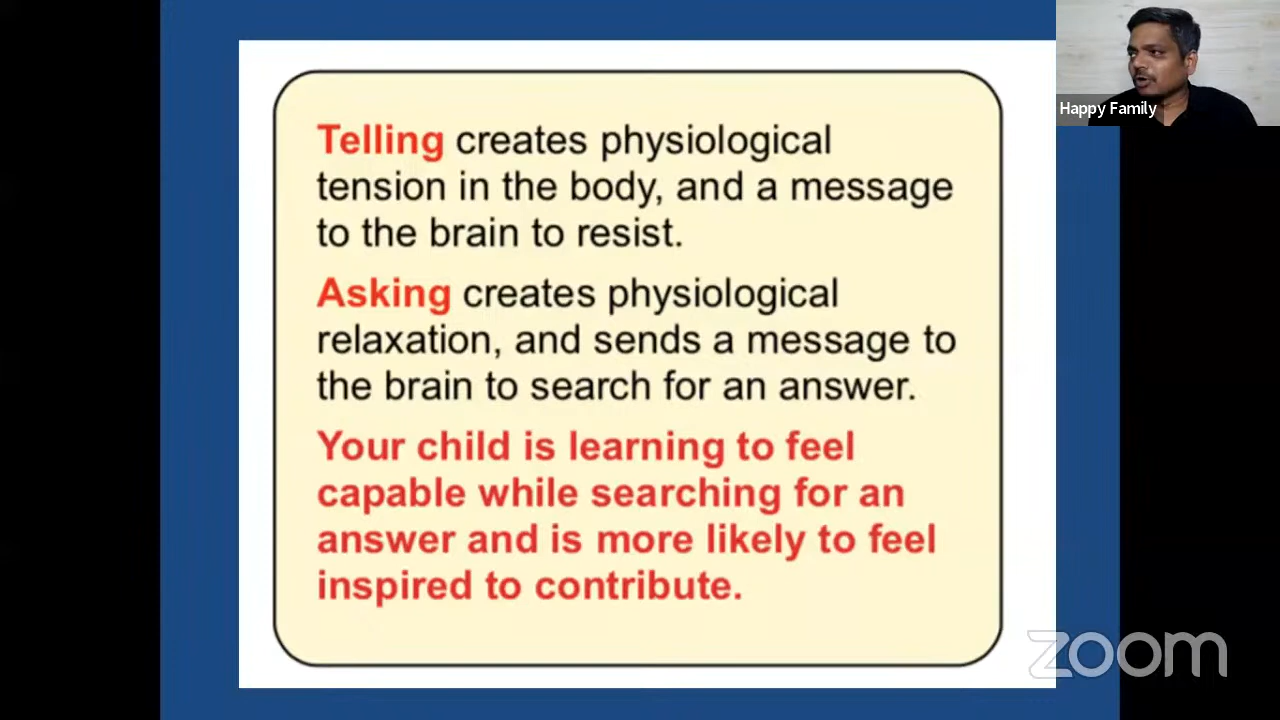 Happy Family
Telling creates physiological
tension in the body, and a message
to the brain to resist.
Asking creates physiological
relaxation, and sends a message to
the brain to search for an answer.
Your child is learning to feel
capable while searching for an
answer and is more likely to feel
inspired to contribute.
zoom